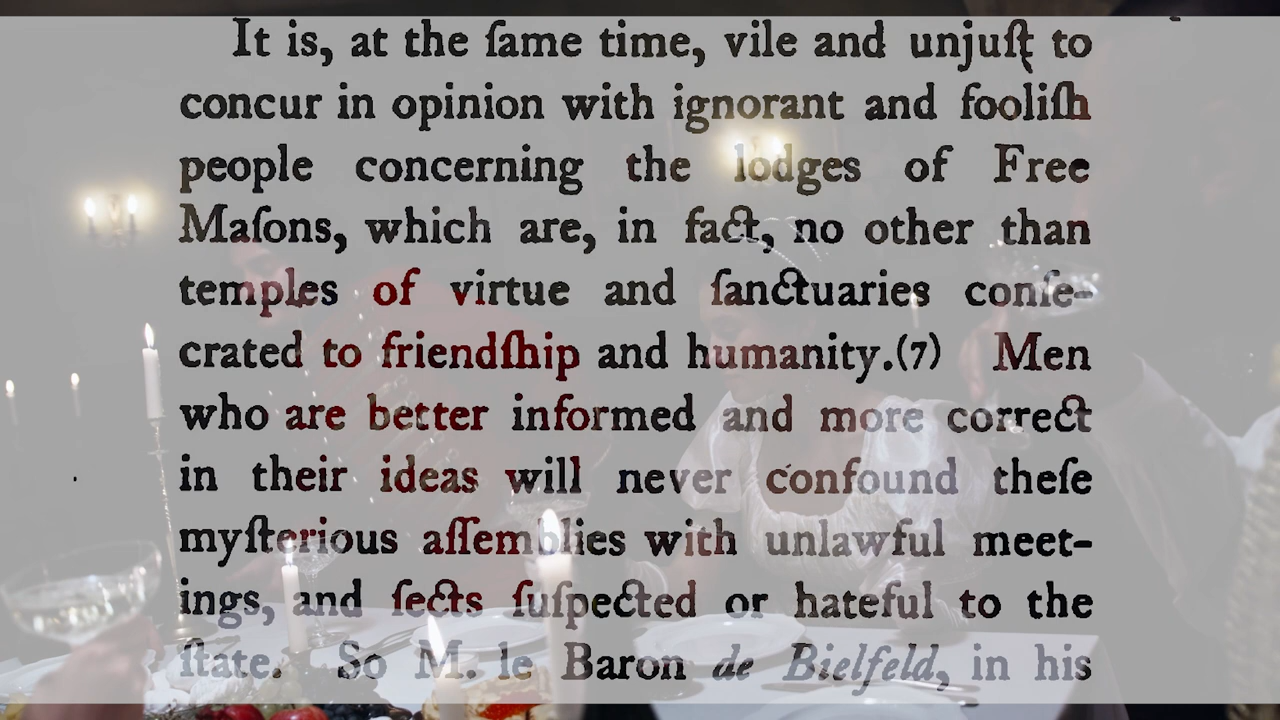 It is, at the ſame time, vile and unjuſt to
concur in opinion with ignorant and fooliſh
people concerning the lodges of Free
Maſons, which are, in fact, no other than
temples of virtue and ſanctuaries conſe-
crated to friendſhip and humanity.(7) Men
who are better informed and more correct
in their ideas will never confound theſe
myſterious aſſemblies with unlawful meet-
ings, and ſects ſuſpected or hateful to the
ſtate. So M. le Baron de Bielfeld, in his